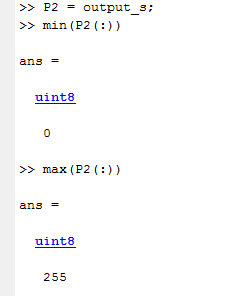 >> P2 = output_s;
>> min(P2(:))
ans =
uint8
0
>> max(P2(:))
ans =
uint8
255